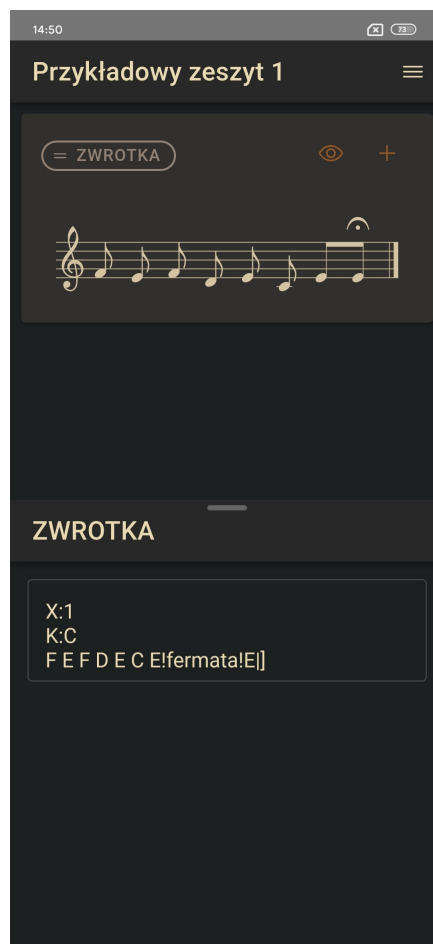 14:50
73
Przykładowy zeszyt 1
ZWROTKA
ZWROTKA
X:1
K:C
F E F D E C E!fermata!E|]